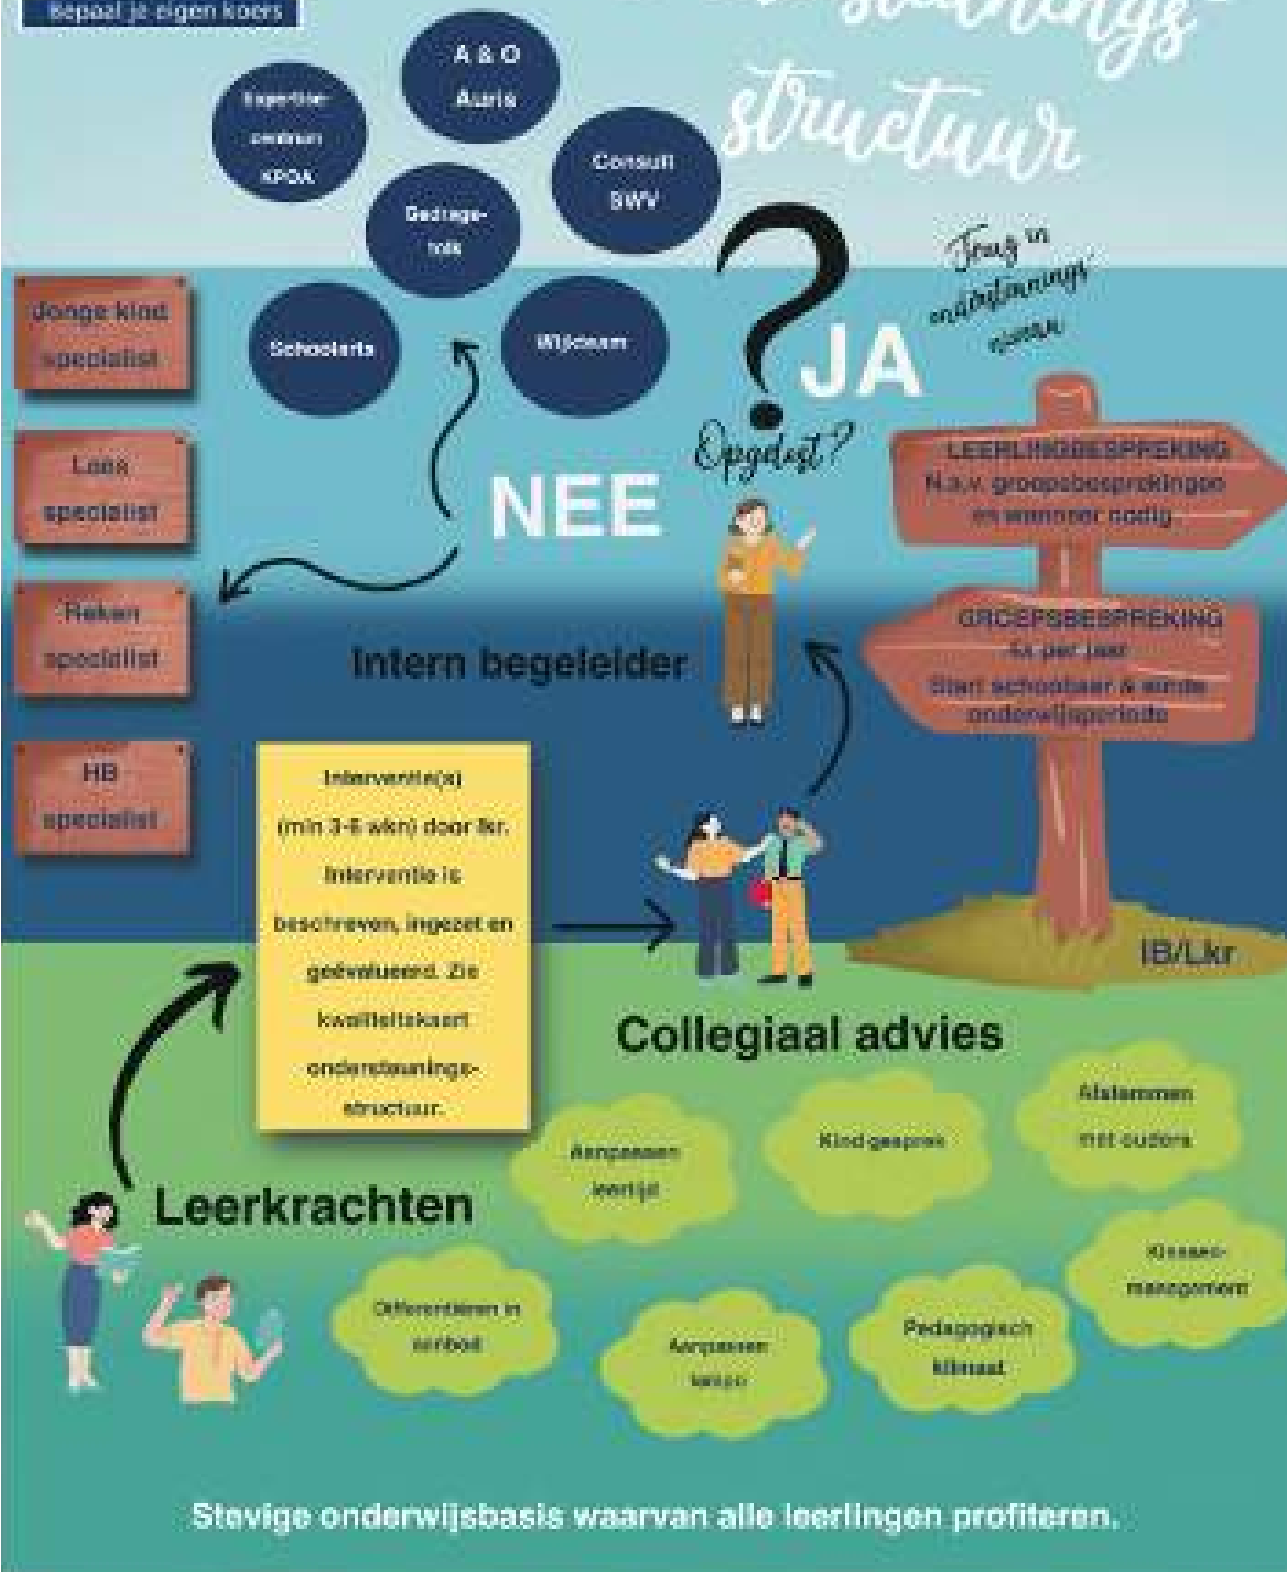 Bepaal je eigen koers
structuur
A & O
Auris
Expertise-
centrum
KPOA
Consult
SWV
Gedrags-
tolk
Schoolarts
Wijkteam
Terug in
JA
Opgelost?
NEE
Jonge kind
specialist
Lees
specialist
Reken
specialist
HB
specialist
LEERLINGBESPREKING
N.a.v. groepsbesprekingen
en wanneer nodig
GROEPSBESPREKING
per jaar
Start schooljaar & einde
onderwijsperiode
IB/Lkr
Intern begeleider
Interventie(s)
(min 3-6 wkn) door lkr.
Interventie is
beschreven, ingezet en
geëvalueerd. Zie
kwaliteitskaart
ondersteunings-
structuur.
Collegiaal advies
Leerkrachten
Aanpassen
leertijd
Kindgesprek
Afstemmen
met ouders
Klassen-
management
Differentiëren in
aanbod
Aanpassen
tempo
Pedagogisch
klimaat
Stevige onderwijsbasis waarvan alle leerlingen profiteren.